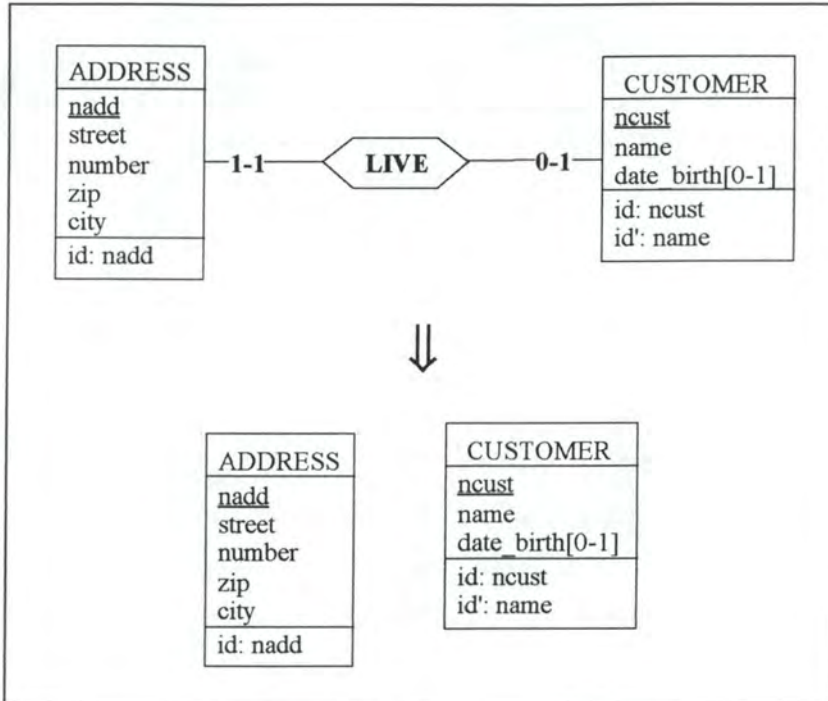 ADDRESS
nadd
street
number
zip
city
id: nadd
1-1
LIVE
0-1
CUSTOMER
ncust
name
date_birth[0-1]
id: ncust
id': name
⇓
ADDRESS
nadd
street
number
zip
city
id: nadd
CUSTOMER
ncust
name
date_birth[0-1]
id: ncust
id': name